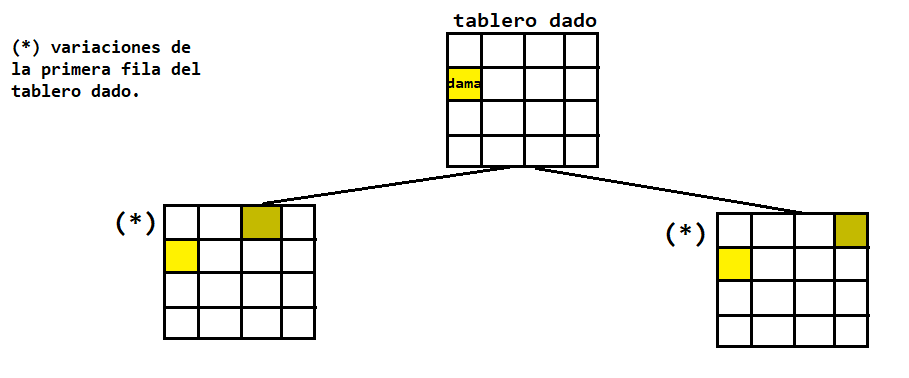 tablero dado
(*) variaciones de
la primera fila del
tablero dado.
dama
(*)
(*)